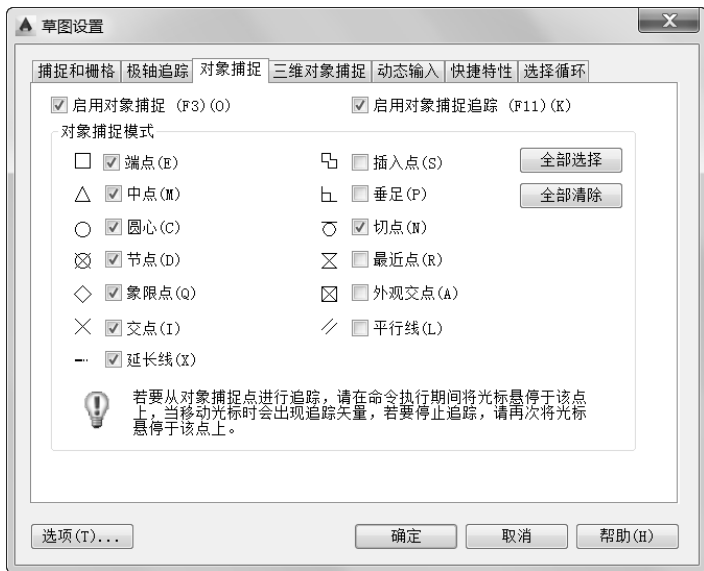 草图设置
捕捉和栅格 极轴追踪 对象捕捉 三维对象捕捉 动态输入 快捷特性 选择循环
启用对象捕捉 (F3)(O) 启用对象捕捉追踪 (F11)(K)
对象捕捉模式
端点(E) 插入点(S) 全部选择
中点(M) 垂足(P) 全部清除
圆心(C) 切点(N)
节点(D) 最近点(R)
象限点(Q) 外观交点(A)
交点(I) 平行线(L)
延长线(X)
若要从对象捕捉点进行追踪，请在命令执行期间将光标悬停于该点
上，当移动光标时会出现追踪矢量，若要停止追踪，请再次将光标
悬停于该点上。
选项(T)... 确定 取消 帮助(H)